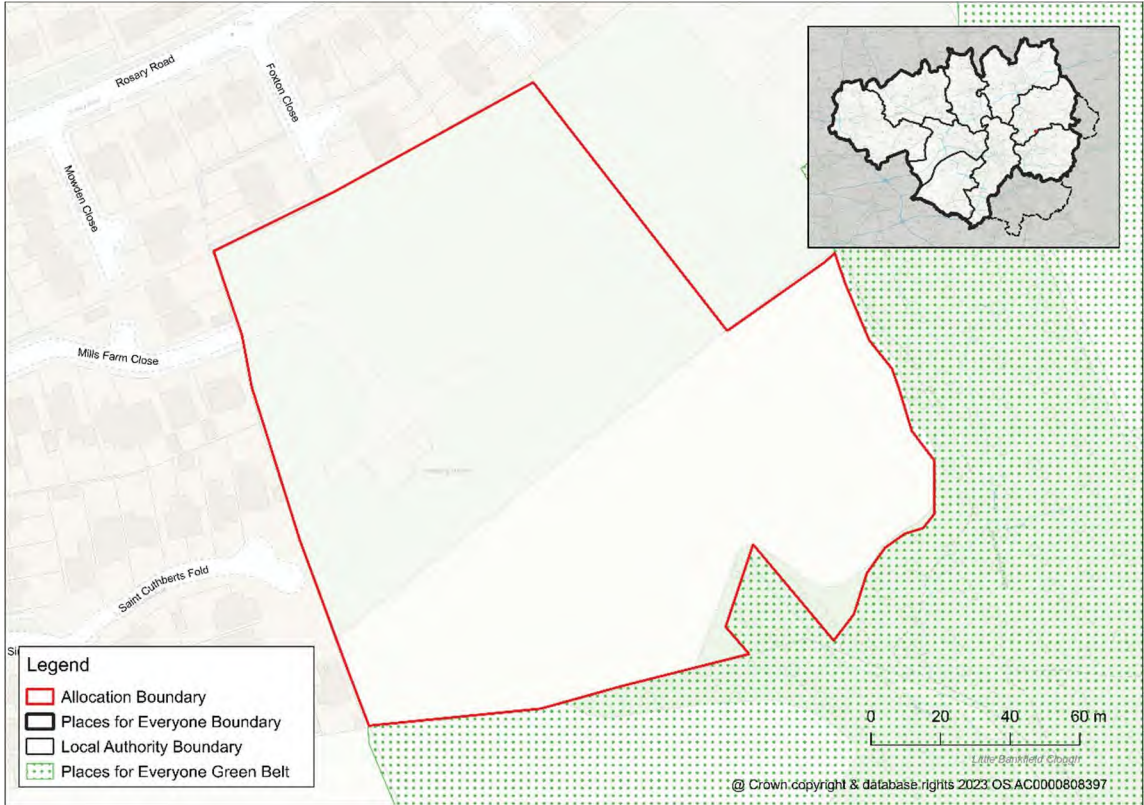 Rosary Road
Foxton Close
Mowden Close
Mills Farm Close
Saint Cuthberts Fold
Legend
Allocation Boundary
Places for Everyone Boundary
Local Authority Boundary
Places for Everyone Green Belt
0 20 40 60 m
Little Bankfield Clough
@ Crown copyright & database rights 2023 OS AC0000808397